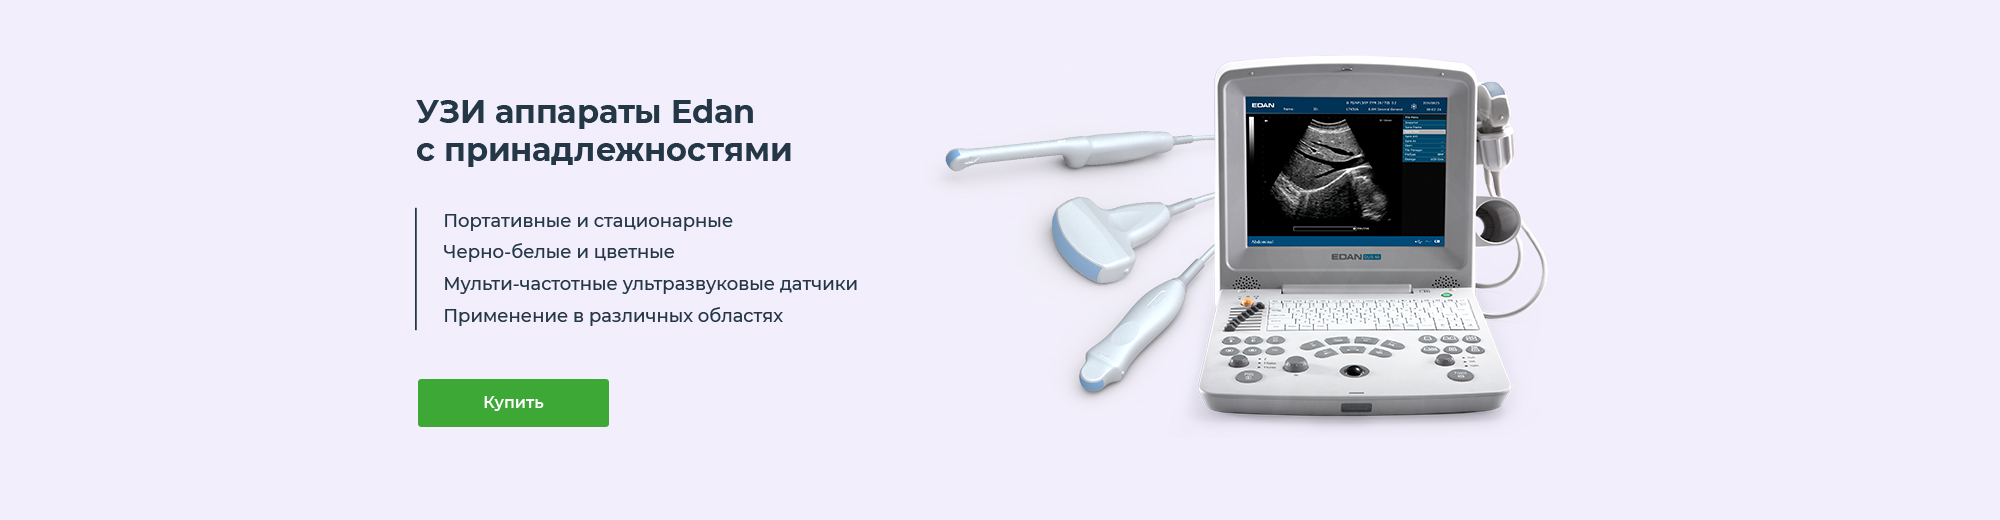 УЗИ аппараты Edan
с принадлежностями
Портативные и стационарные
Черно-белые и цветные
Мульти-частотные ультразвуковые датчики
Применение в различных областях
Купить
EDAN
Abdominal
EDAN